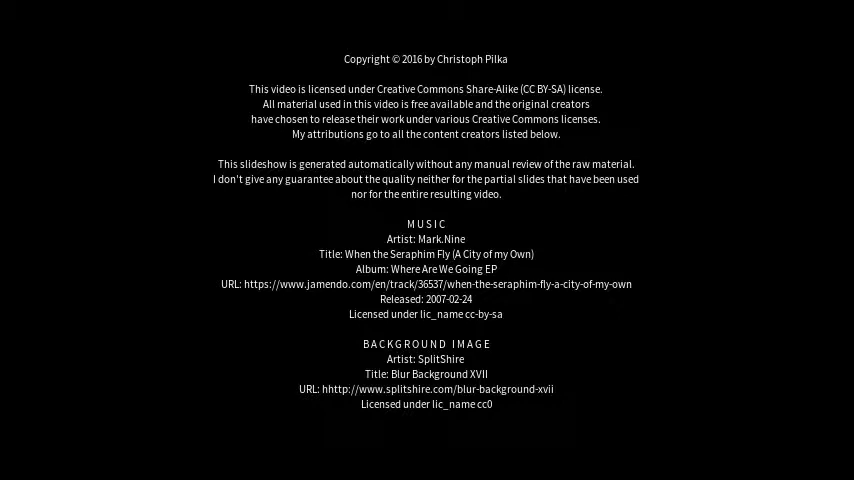 Copyright © 2016 by Christoph Pilka
This video is licensed under Creative Commons Share-Alike (CC BY-SA) license.
All material used in this video is free available and the original creators
have chosen to release their work under various Creative Commons licenses.
My attributions go to all the content creators listed below.
This slideshow is generated automatically without any manual review of the raw material.
I don't give any guarantee about the quality neither for the partial slides that have been used
nor for the entire resulting video.
MUSIC
Artist: Mark.Nine
Title: When the Seraphim Fly (A City of my Own)
Album: Where Are We Going EP
URL: https://www.jamendo.com/en/track/36537/when-the-seraphim-fly-a-city-of-my-own
Released: 2007-02-24
Licensed under lic_name cc-by-sa
BACKGROUND IMAGE
Artist: SplitShire
Title: Blur Background XVII
URL: hhttp://www.splitshire.com/blur-background-xvii
Licensed under lic_name cc0